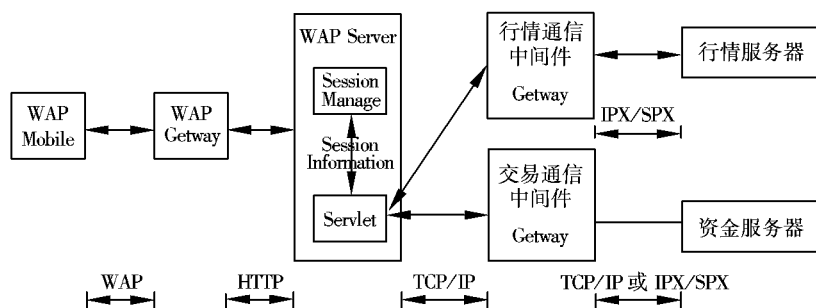 WAP Server
Session
Manage
Session
Information
Servlet
WAP
Mobile
WAP
Getway
行情通信
中间件
Getway
行情服务器
IPX/SPX
交易通信
中间件
Getway
资金服务器
WAP
HTTP
TCP/IP
TCP/IP 或 IPX/SPX